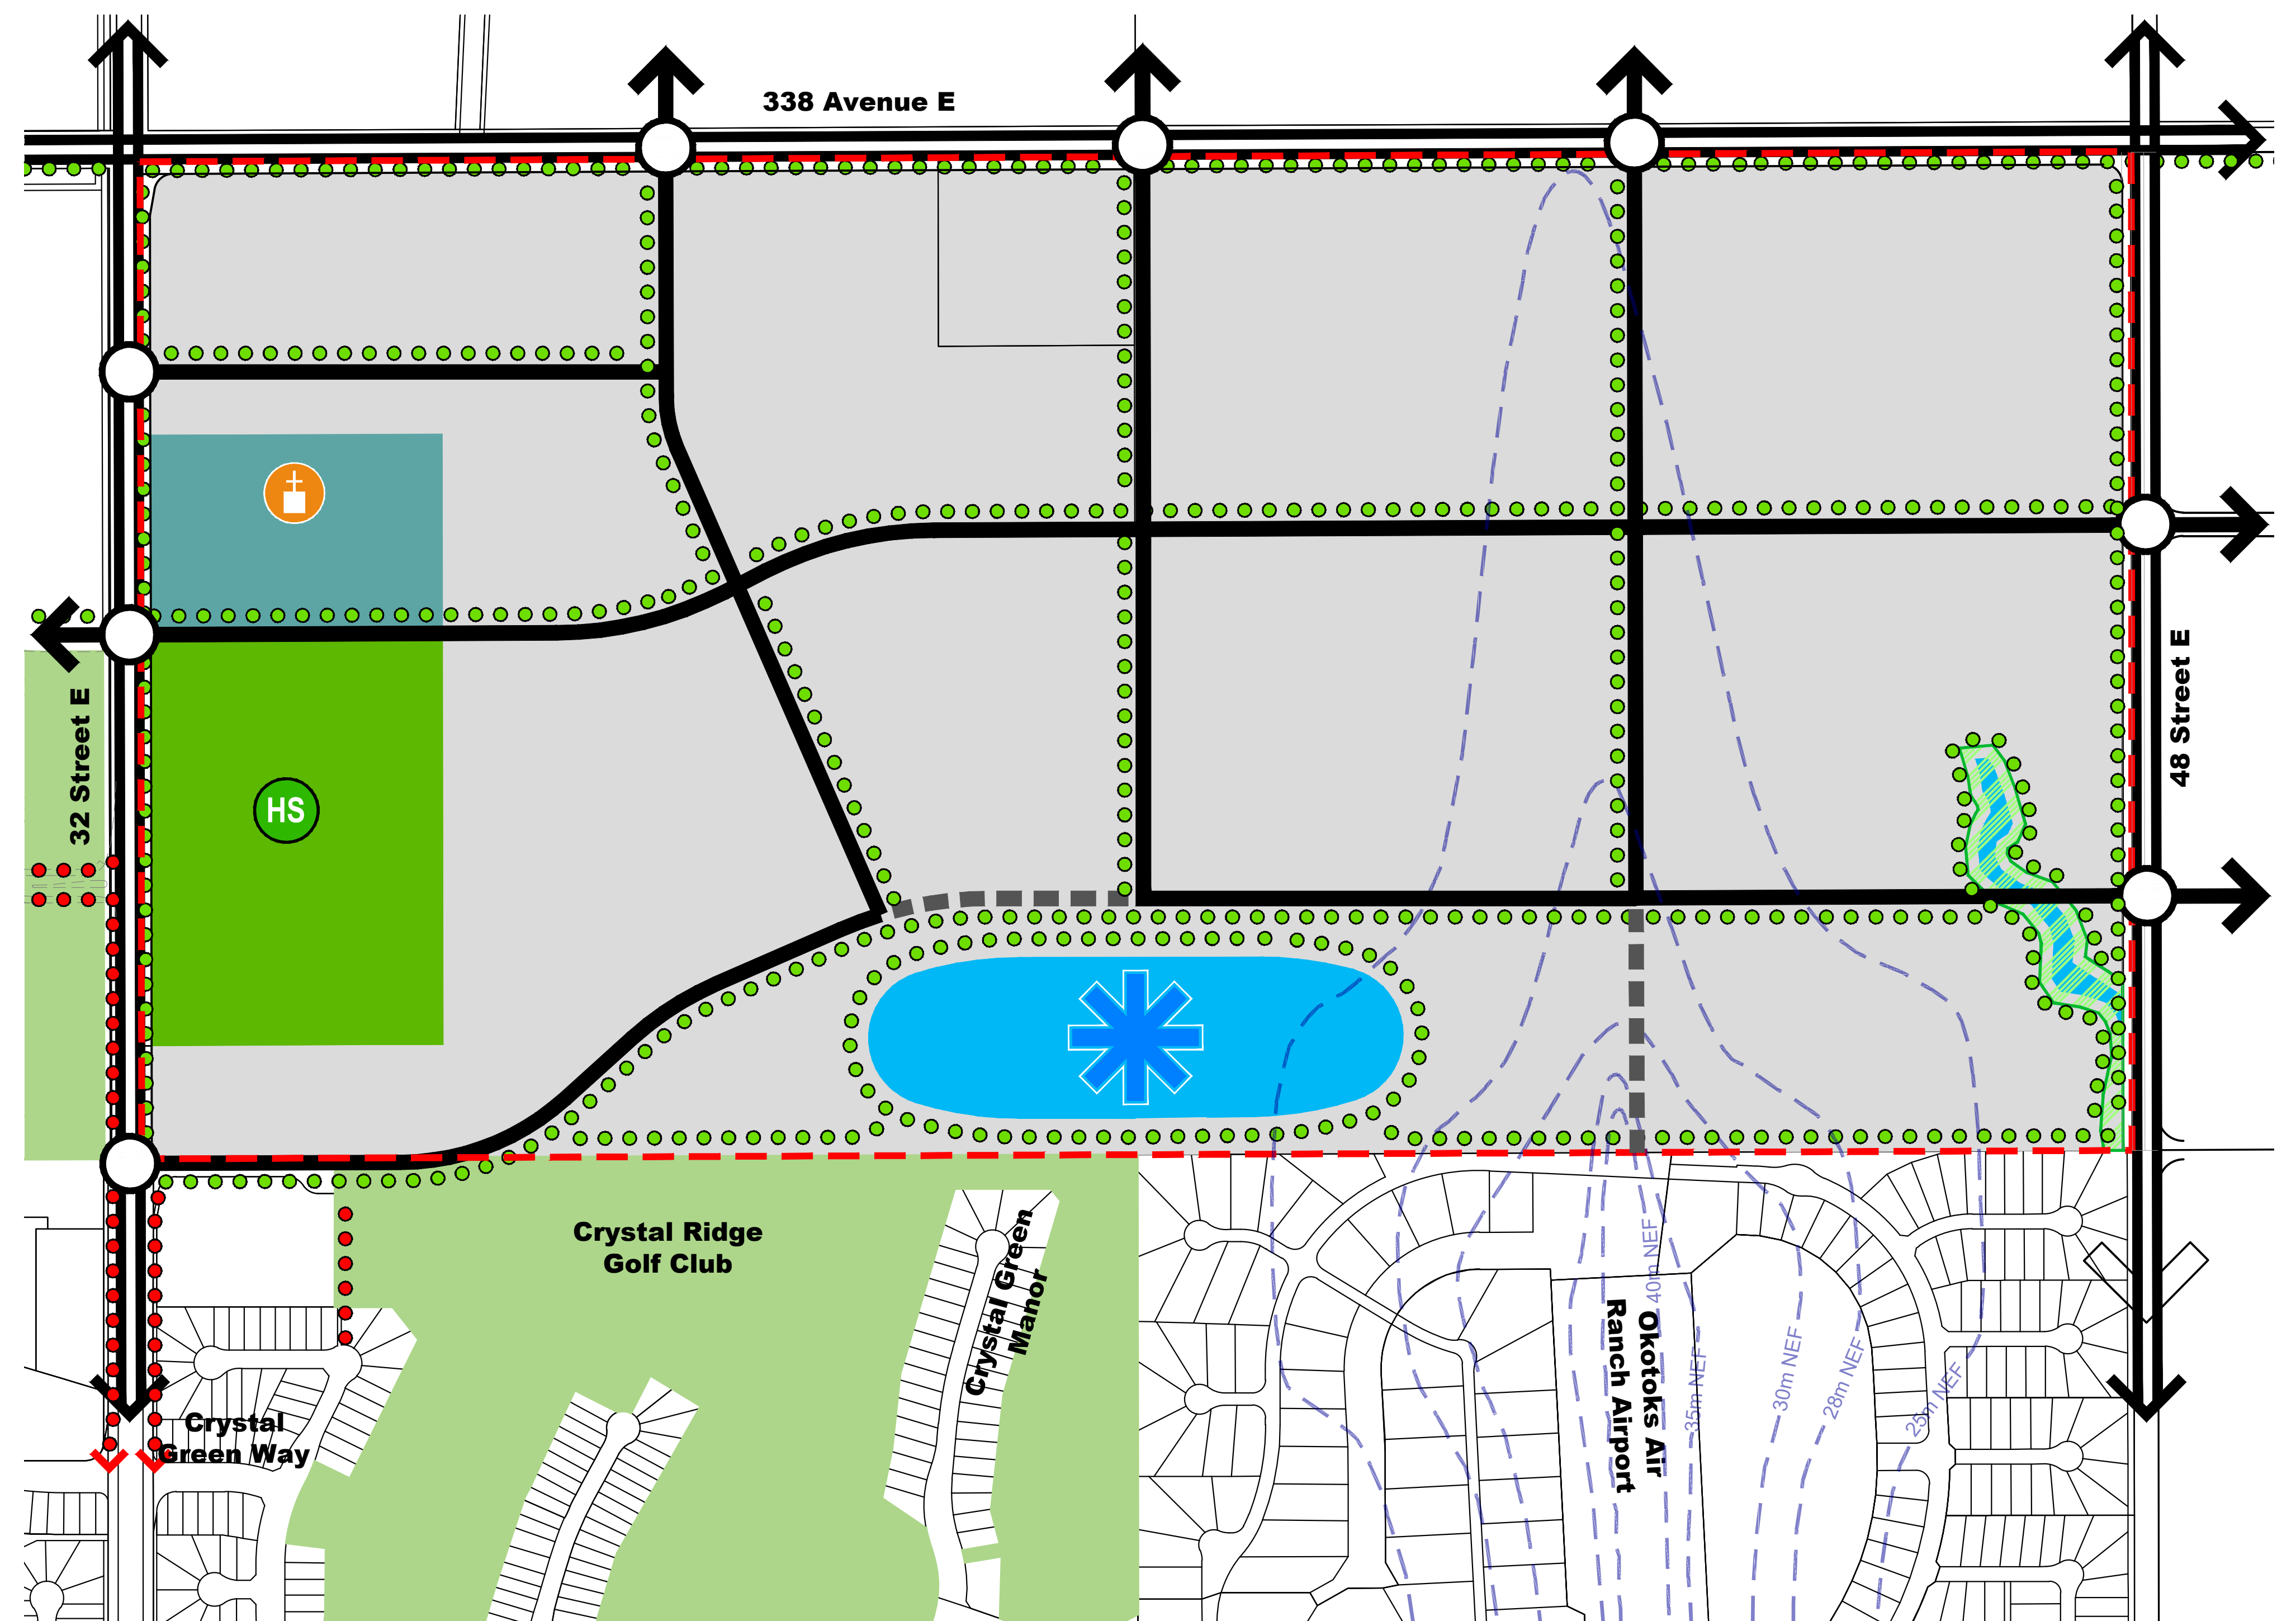 338 Avenue E
32 Street E
48 Street E
HS
Crystal Ridge
Golf Club
Crystal Green
Manor
Crystal
Green Way
Okotoks Air
Ranch Airport
40m NEF
35m NEF
30m NEF
28m NEF
25m NEF